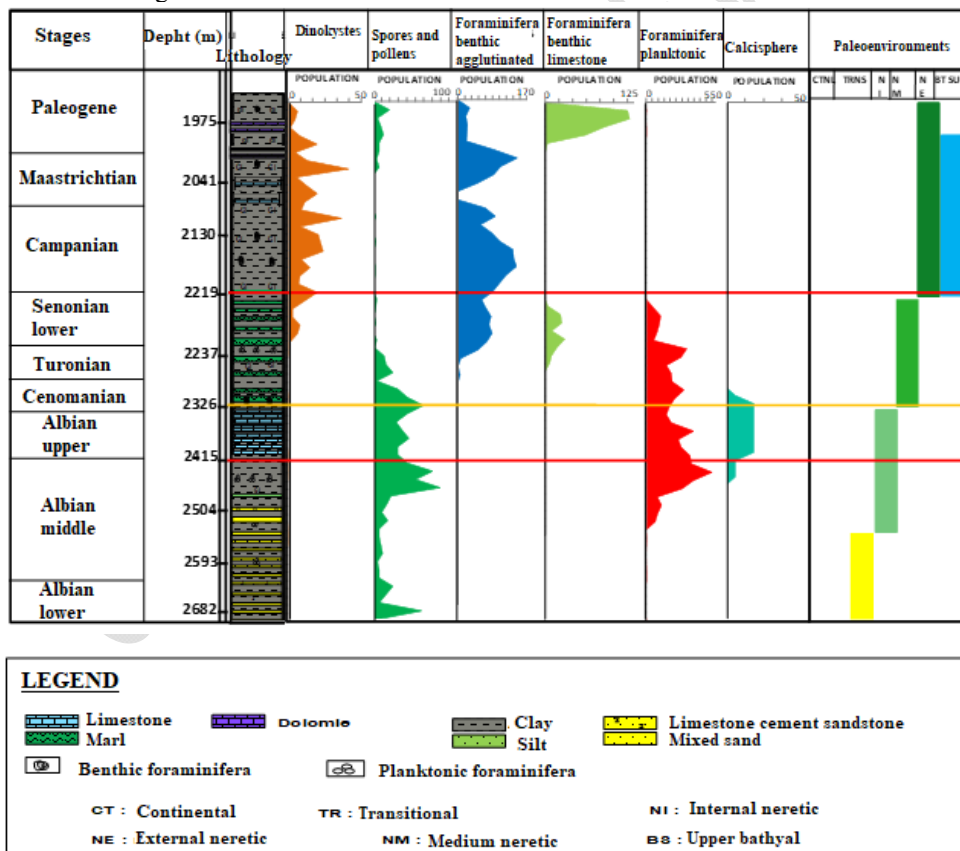 Stages Depht (m) Lithology Dinokystes Spores and pollens Foraminifera benthic agglutinated Foraminifera benthic limestone Foraminifera planktonic Calcisphere Paleoenvironments
POPULATION POPULATION POPULATION POPULATION POPULATION POPULATION CTNL TRNS NI NM NE BT SU
0 50 0 100 0 170 0 125 0 550 0 50
Paleogene
1975
Maastrichtian
2041
Campanian
2130
2219
Senonian
lower
2237
Turonian
Cenomanian
2326
Albian
upper
2415
Albian
middle
2504
2593
Albian
lower
2682
LEGEND
Limestone Dolomie Clay Limestone cement sandstone
Marl Silt Mixed sand
Benthic foraminifera Planktonic foraminifera
CT : Continental TR : Transitional NI : Internal neretic
NE : External neretic NM : Medium neretic BS : Upper bathyal